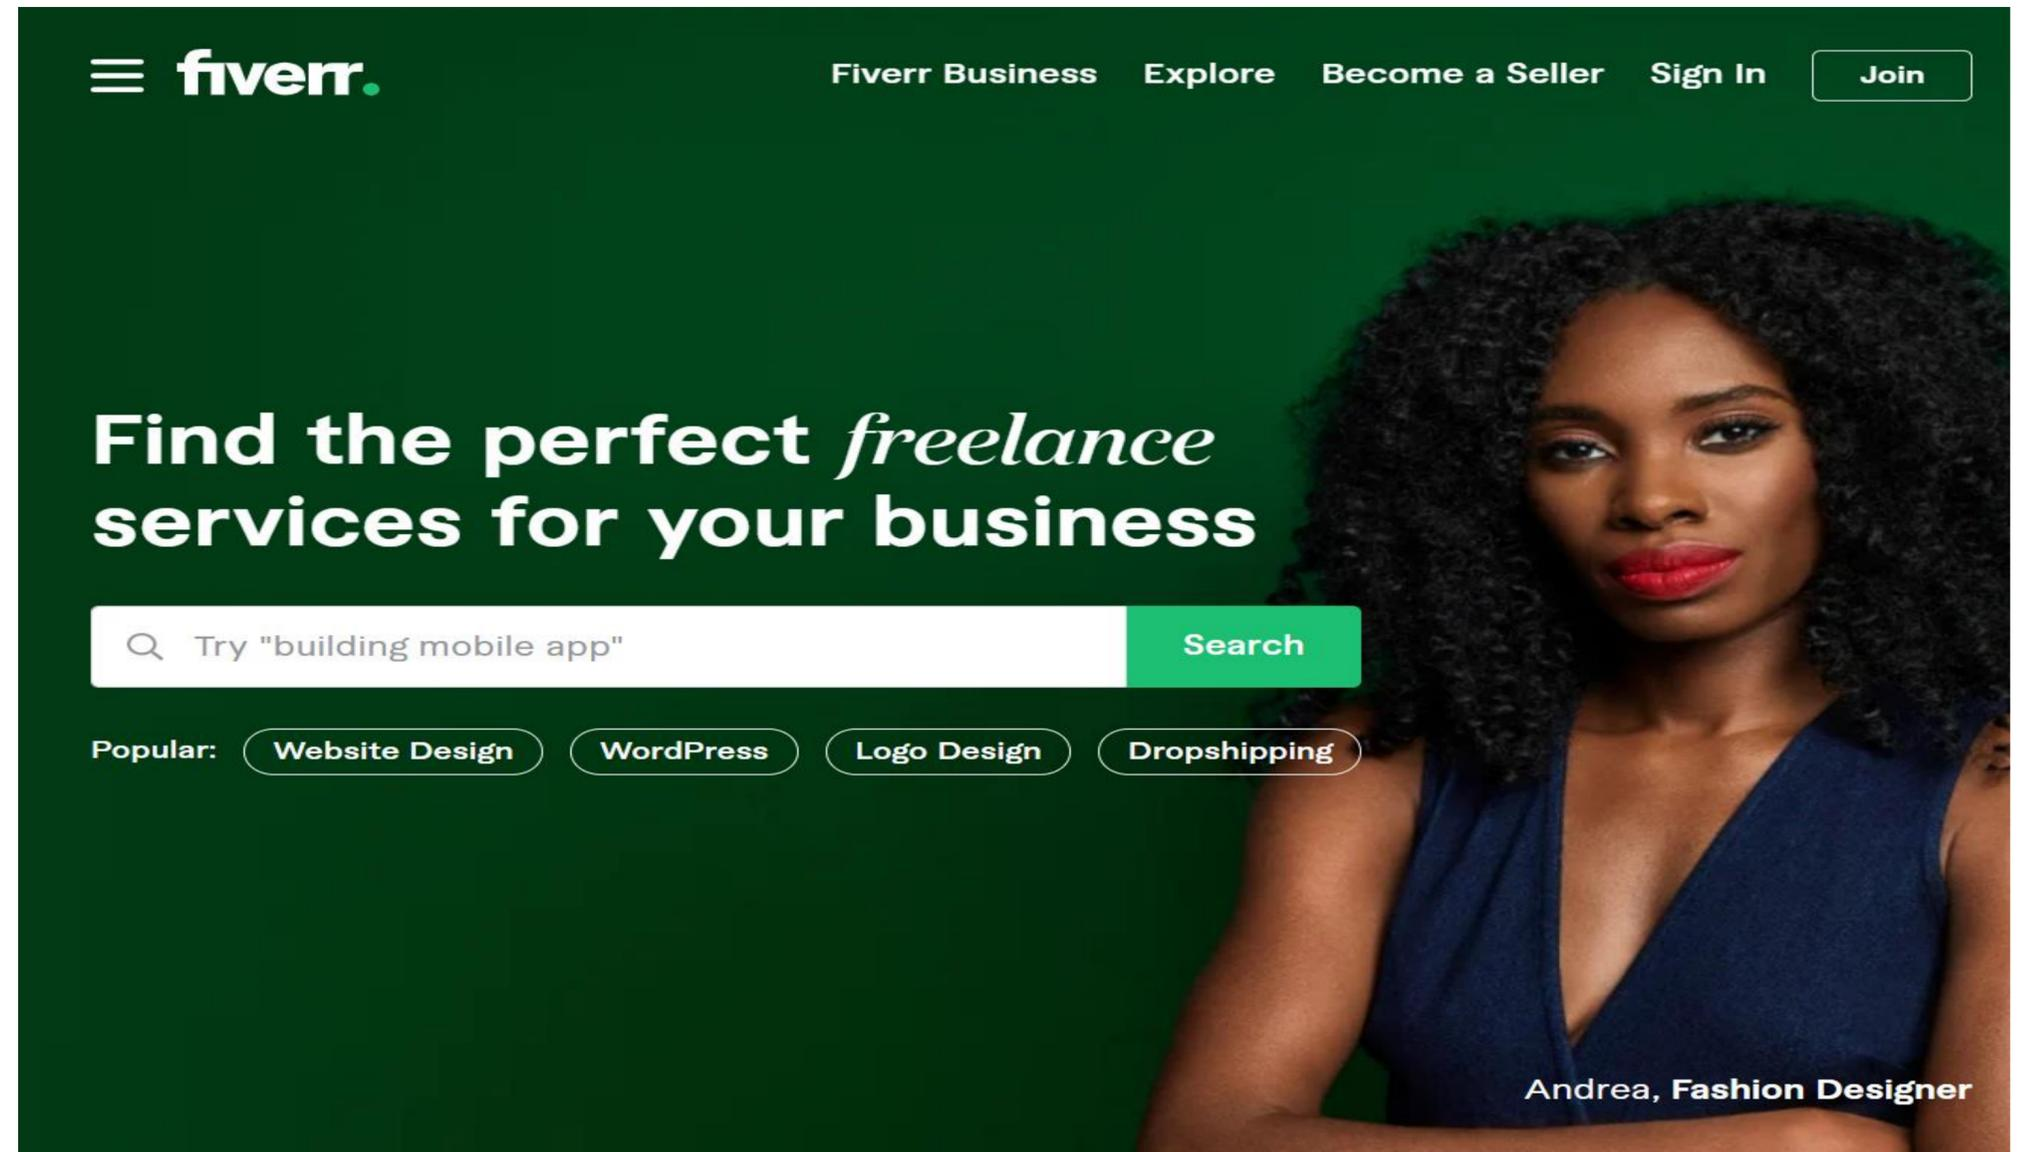 fiverr.
Fiverr Business Explore Become a Seller Sign In Join
Find the perfect freelance
services for your business
Try "building mobile app"
Search
Popular: Website Design WordPress Logo Design Dropshipping
Andrea, Fashion Designer